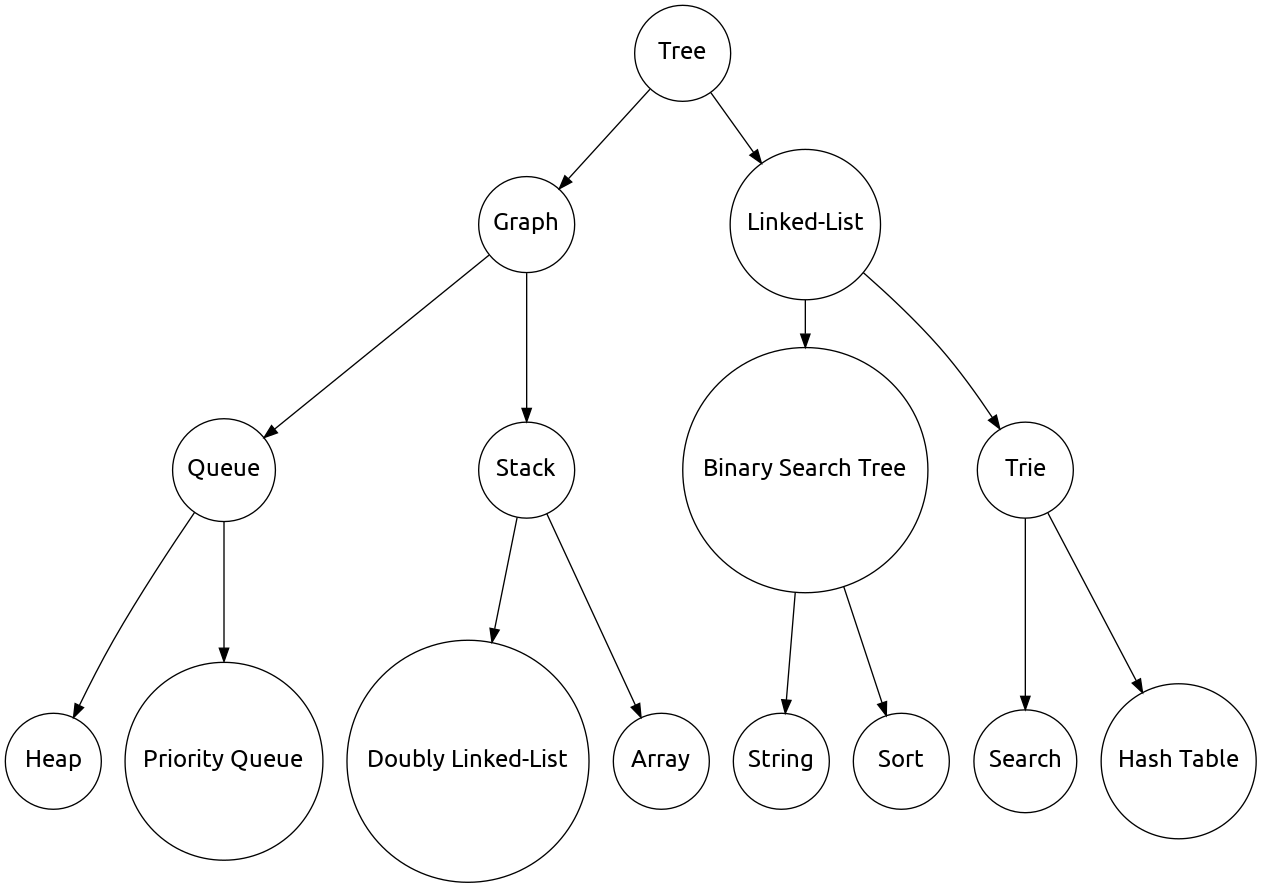 Tree
Graph
Linked-List
Queue
Stack
Binary Search Tree
Trie
Heap
Priority Queue
Doubly Linked-List
Array
String
Sort
Search
Hash Table